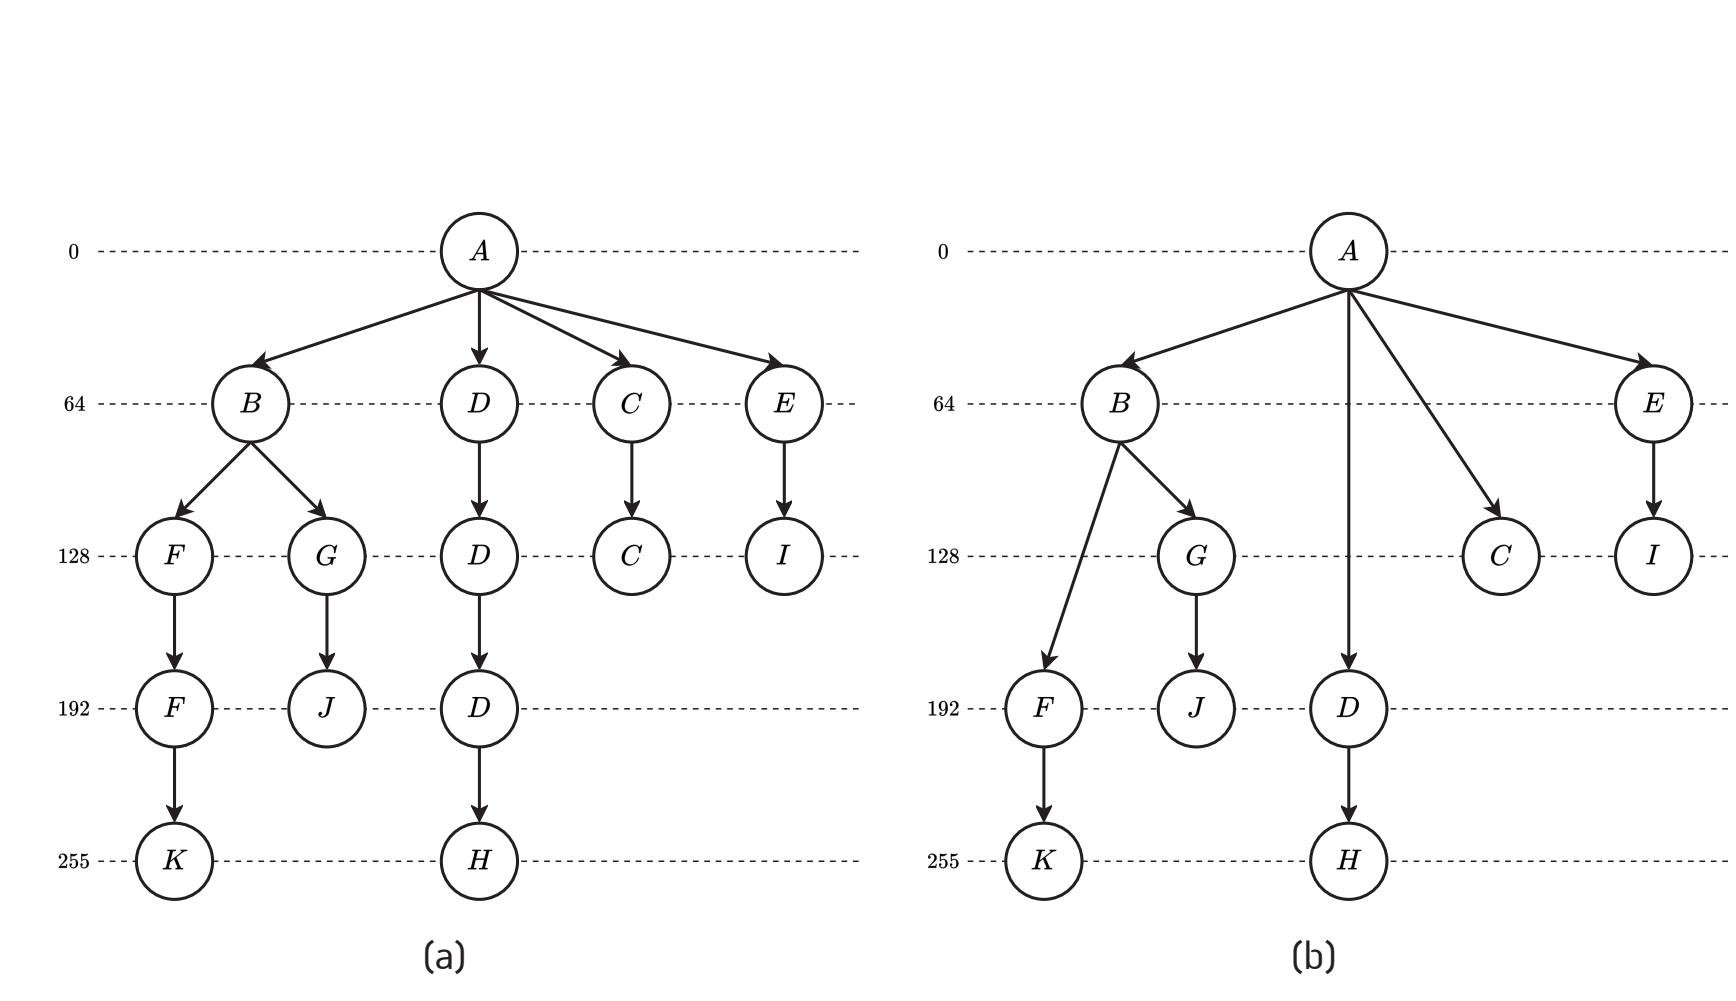 0 A 0 A
64 B D C E 64 B E
128 F G D C I 128 G C I
192 F J D 192 F J D
255 K H 255 K H
(a) (b)